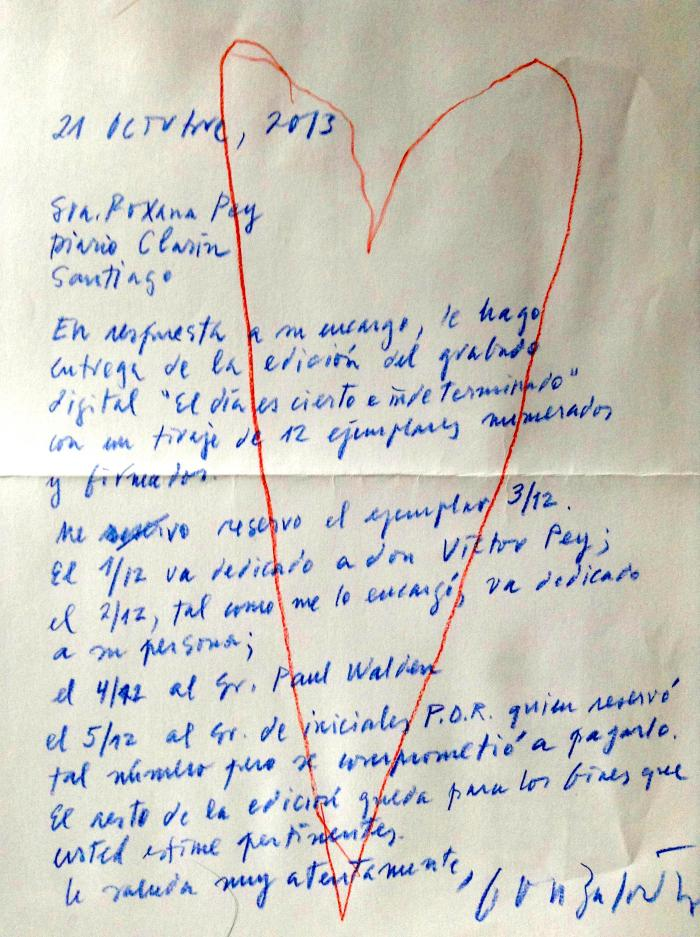 21 Octubre, 2013
Sra. Roxana Pey
Diario Clarín
Santiago
En respuesta a su encargo, le hago
entrega de la edición del grabado
digital "El día es cierto e indeterminado"
con un tiraje de 12 ejemplares numerados
y firmados.
Me reservo el ejemplar 3/12.
El 1/12 va dedicado a don Víctor Pey;
el 2/12, tal como me lo encargó, va dedicado
a su persona;
el 4/12 al Sr. Paul Walder
el 5/12 al Sr. de iniciales P.O.R. quien reservó
tal número pero se comprometió a pagarlo.
El resto de la edición queda para los fines que
usted estime pertinentes.
Le saluda muy atentamente,